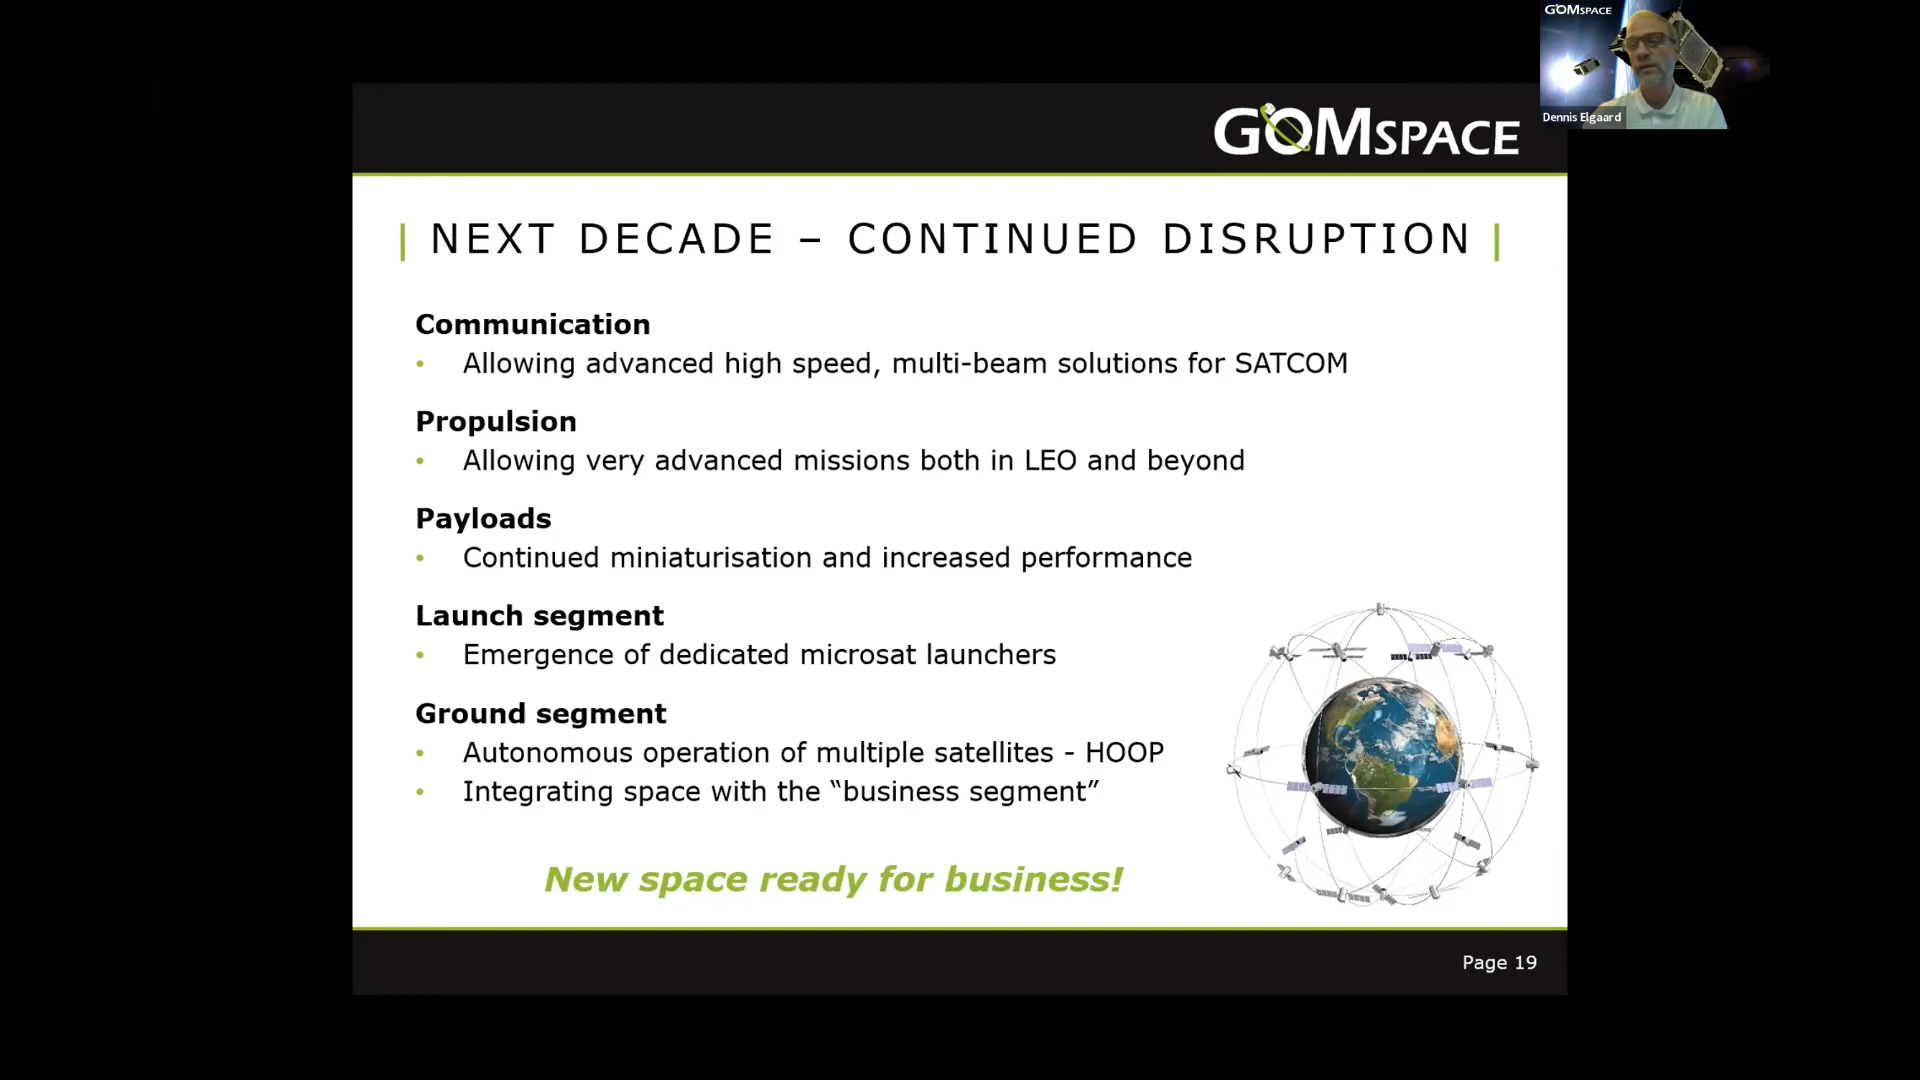 GOMSPACE
Dennis Elgaard
GOMSPACE
| NEXT DECADE – CONTINUED DISRUPTION |
Communication
• Allowing advanced high speed, multi-beam solutions for SATCOM
Propulsion
• Allowing very advanced missions both in LEO and beyond
Payloads
• Continued miniaturisation and increased performance
Launch segment
• Emergence of dedicated microsat launchers
Ground segment
• Autonomous operation of multiple satellites - HOOP
• Integrating space with the “business segment”
New space ready for business!
Page 19